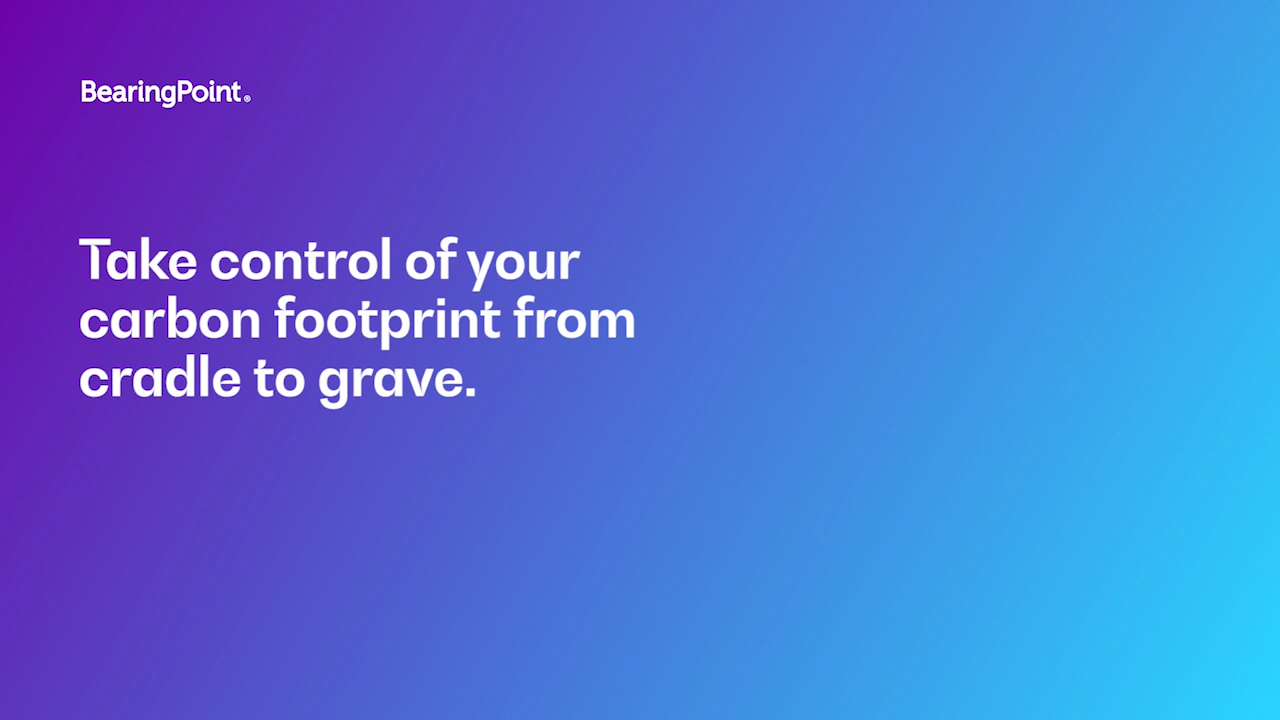 BearingPoint®
Take control of your
carbon footprint from
cradle to grave.